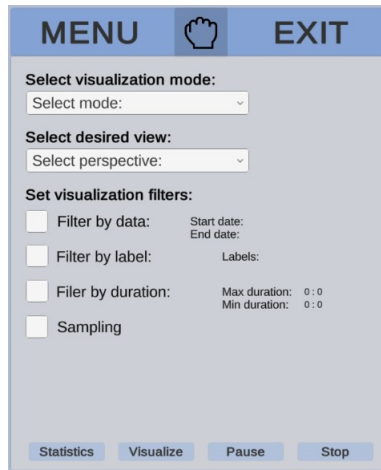 MENU EXIT
Select visualization mode:
Select mode:
Select desired view:
Select perspective:
Set visualization filters:
Filter by data: Start date:
End date:
Filter by label: Labels:
Filer by duration: Max duration: 0 : 0
Min duration: 0 : 0
Sampling
Statistics Visualize Pause Stop